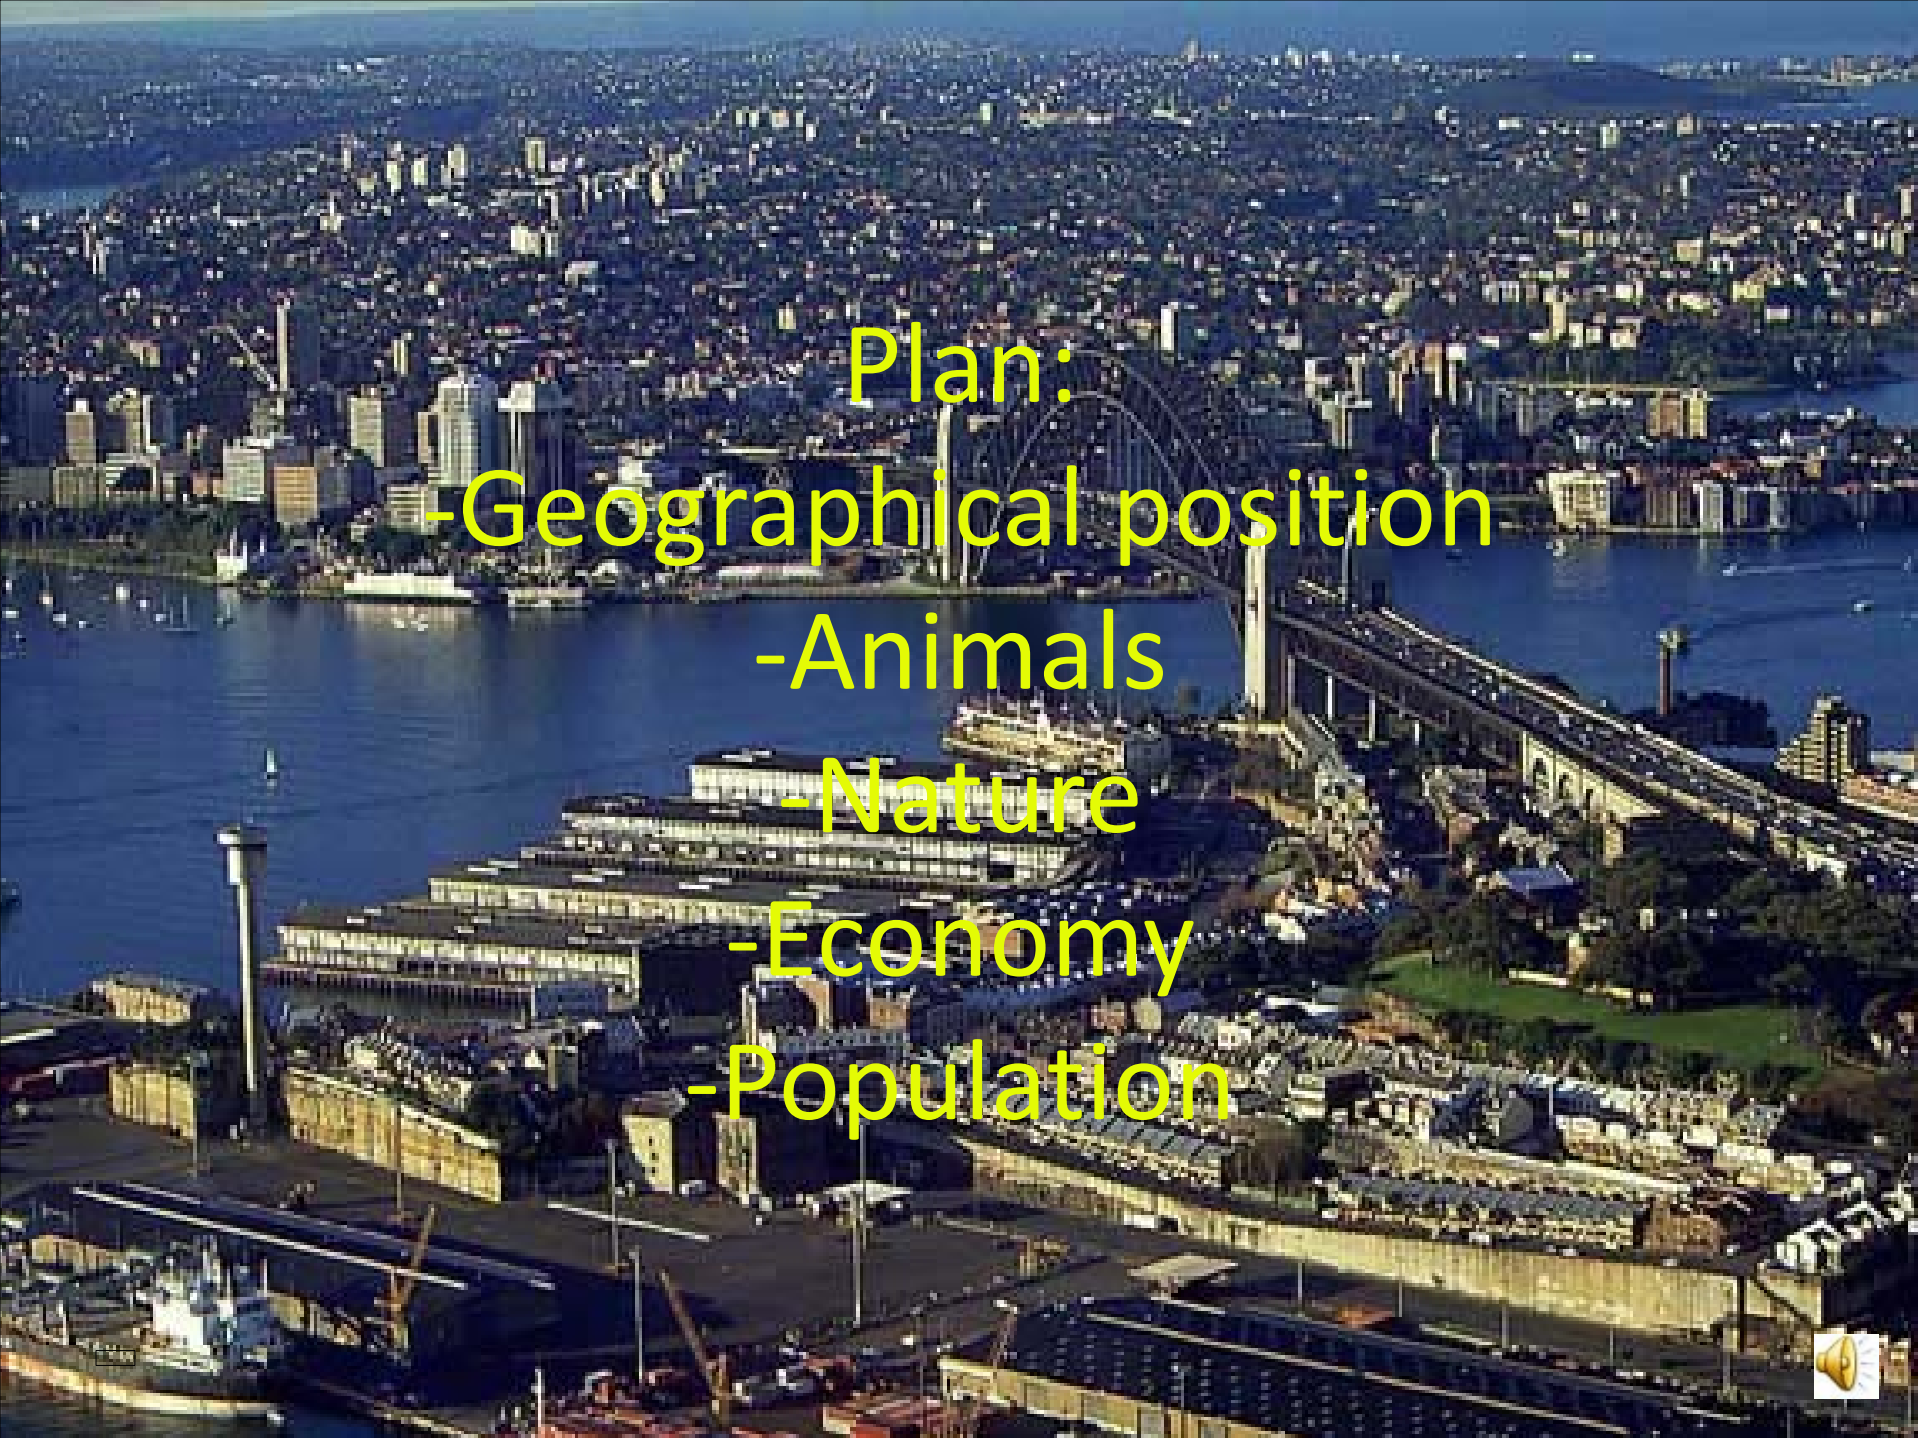 Plan:
-Geographical position
-Animals
-Nature
-Economy
-Population